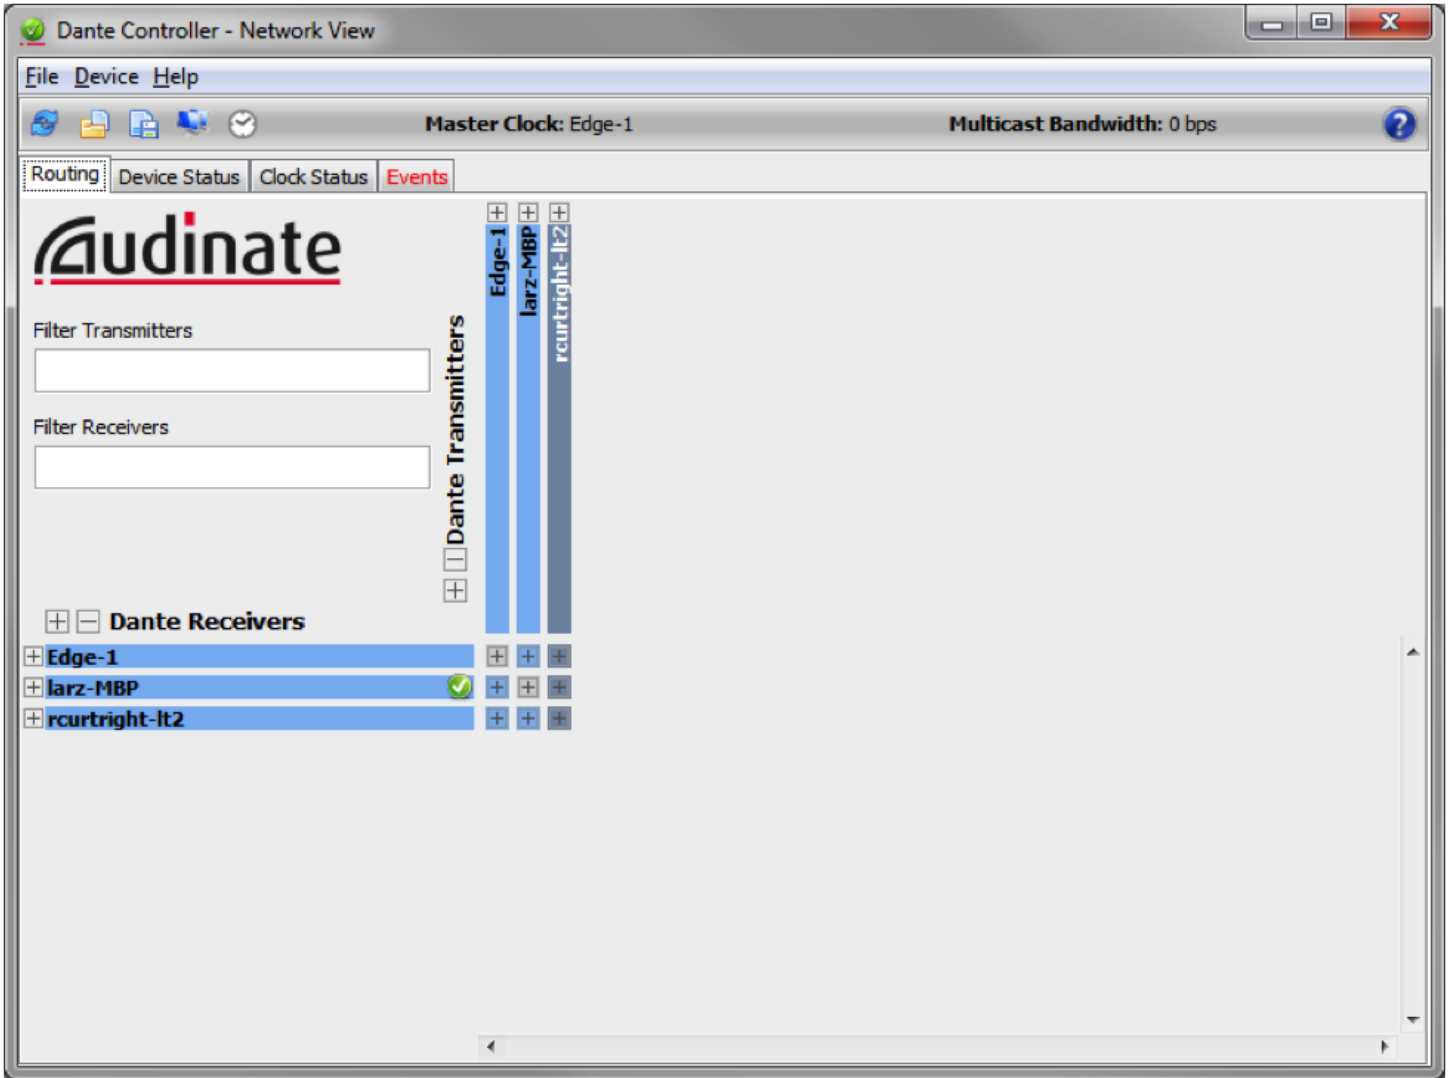 Dante Controller - Network View
File Device Help
Master Clock: Edge-1 Multicast Bandwidth: 0 bps
Routing Device Status Clock Status Events
Audinate
Filter Transmitters
Filter Receivers
Dante Transmitters
Edge-1
larz-MBP
rcurtright-lt2
Dante Receivers
Edge-1
larz-MBP
rcurtright-lt2